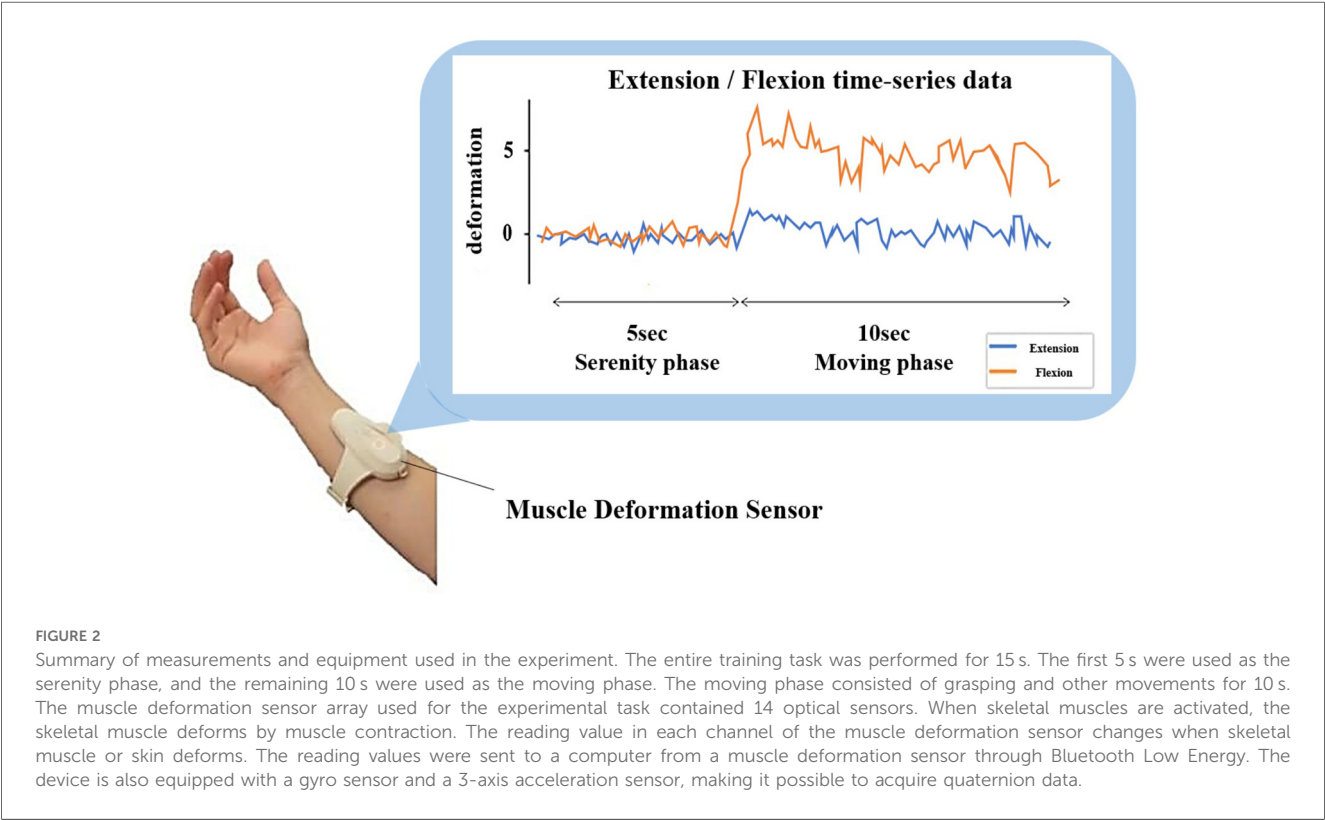 Extension / Flexion time-series data
deformation
5
0
5sec
Serenity phase
10sec
Moving phase
Extension
Flexion
Muscle Deformation Sensor
FIGURE 2
Summary of measurements and equipment used in the experiment. The entire training task was performed for 15 s. The first 5 s were used as the
serenity phase, and the remaining 10 s were used as the moving phase. The moving phase consisted of grasping and other movements for 10 s.
The muscle deformation sensor array used for the experimental task contained 14 optical sensors. When skeletal muscles are activated, the
skeletal muscle deforms by muscle contraction. The reading value in each channel of the muscle deformation sensor changes when skeletal
muscle or skin deforms. The reading values were sent to a computer from a muscle deformation sensor through Bluetooth Low Energy. The
device is also equipped with a gyro sensor and a 3-axis acceleration sensor, making it possible to acquire quaternion data.